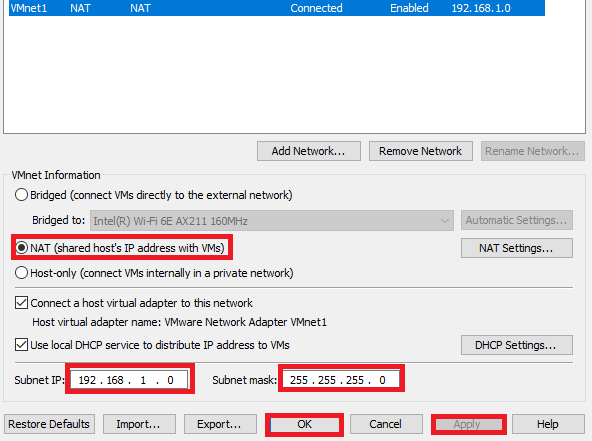 VMnet1 NAT NAT Connected Enabled 192.168.1.0
Add Network... Remove Network Rename Network...
VMnet Information
Bridged (connect VMs directly to the external network)
Bridged to: Intel(R) Wi-Fi 6E AX211 160MHz Automatic Settings...
NAT (shared host's IP address with VMs) NAT Settings...
Host-only (connect VMs internally in a private network)
Connect a host virtual adapter to this network
Host virtual adapter name: VMware Network Adapter VMnet1
Use local DHCP service to distribute IP address to VMs DHCP Settings...
Subnet IP: 192 . 168 . 1 . 0 Subnet mask: 255 . 255 . 255 . 0
Restore Defaults Import... Export... OK Cancel Apply Help